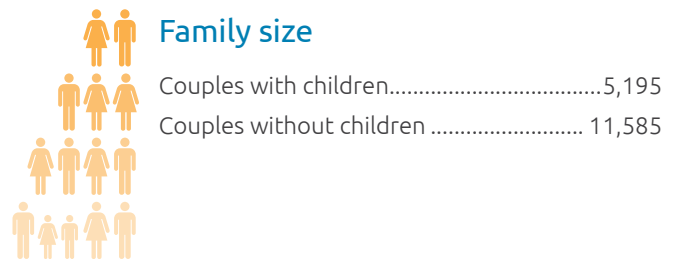 Family size
Couples with children....................................5,195
Couples without children .......................... 11,585